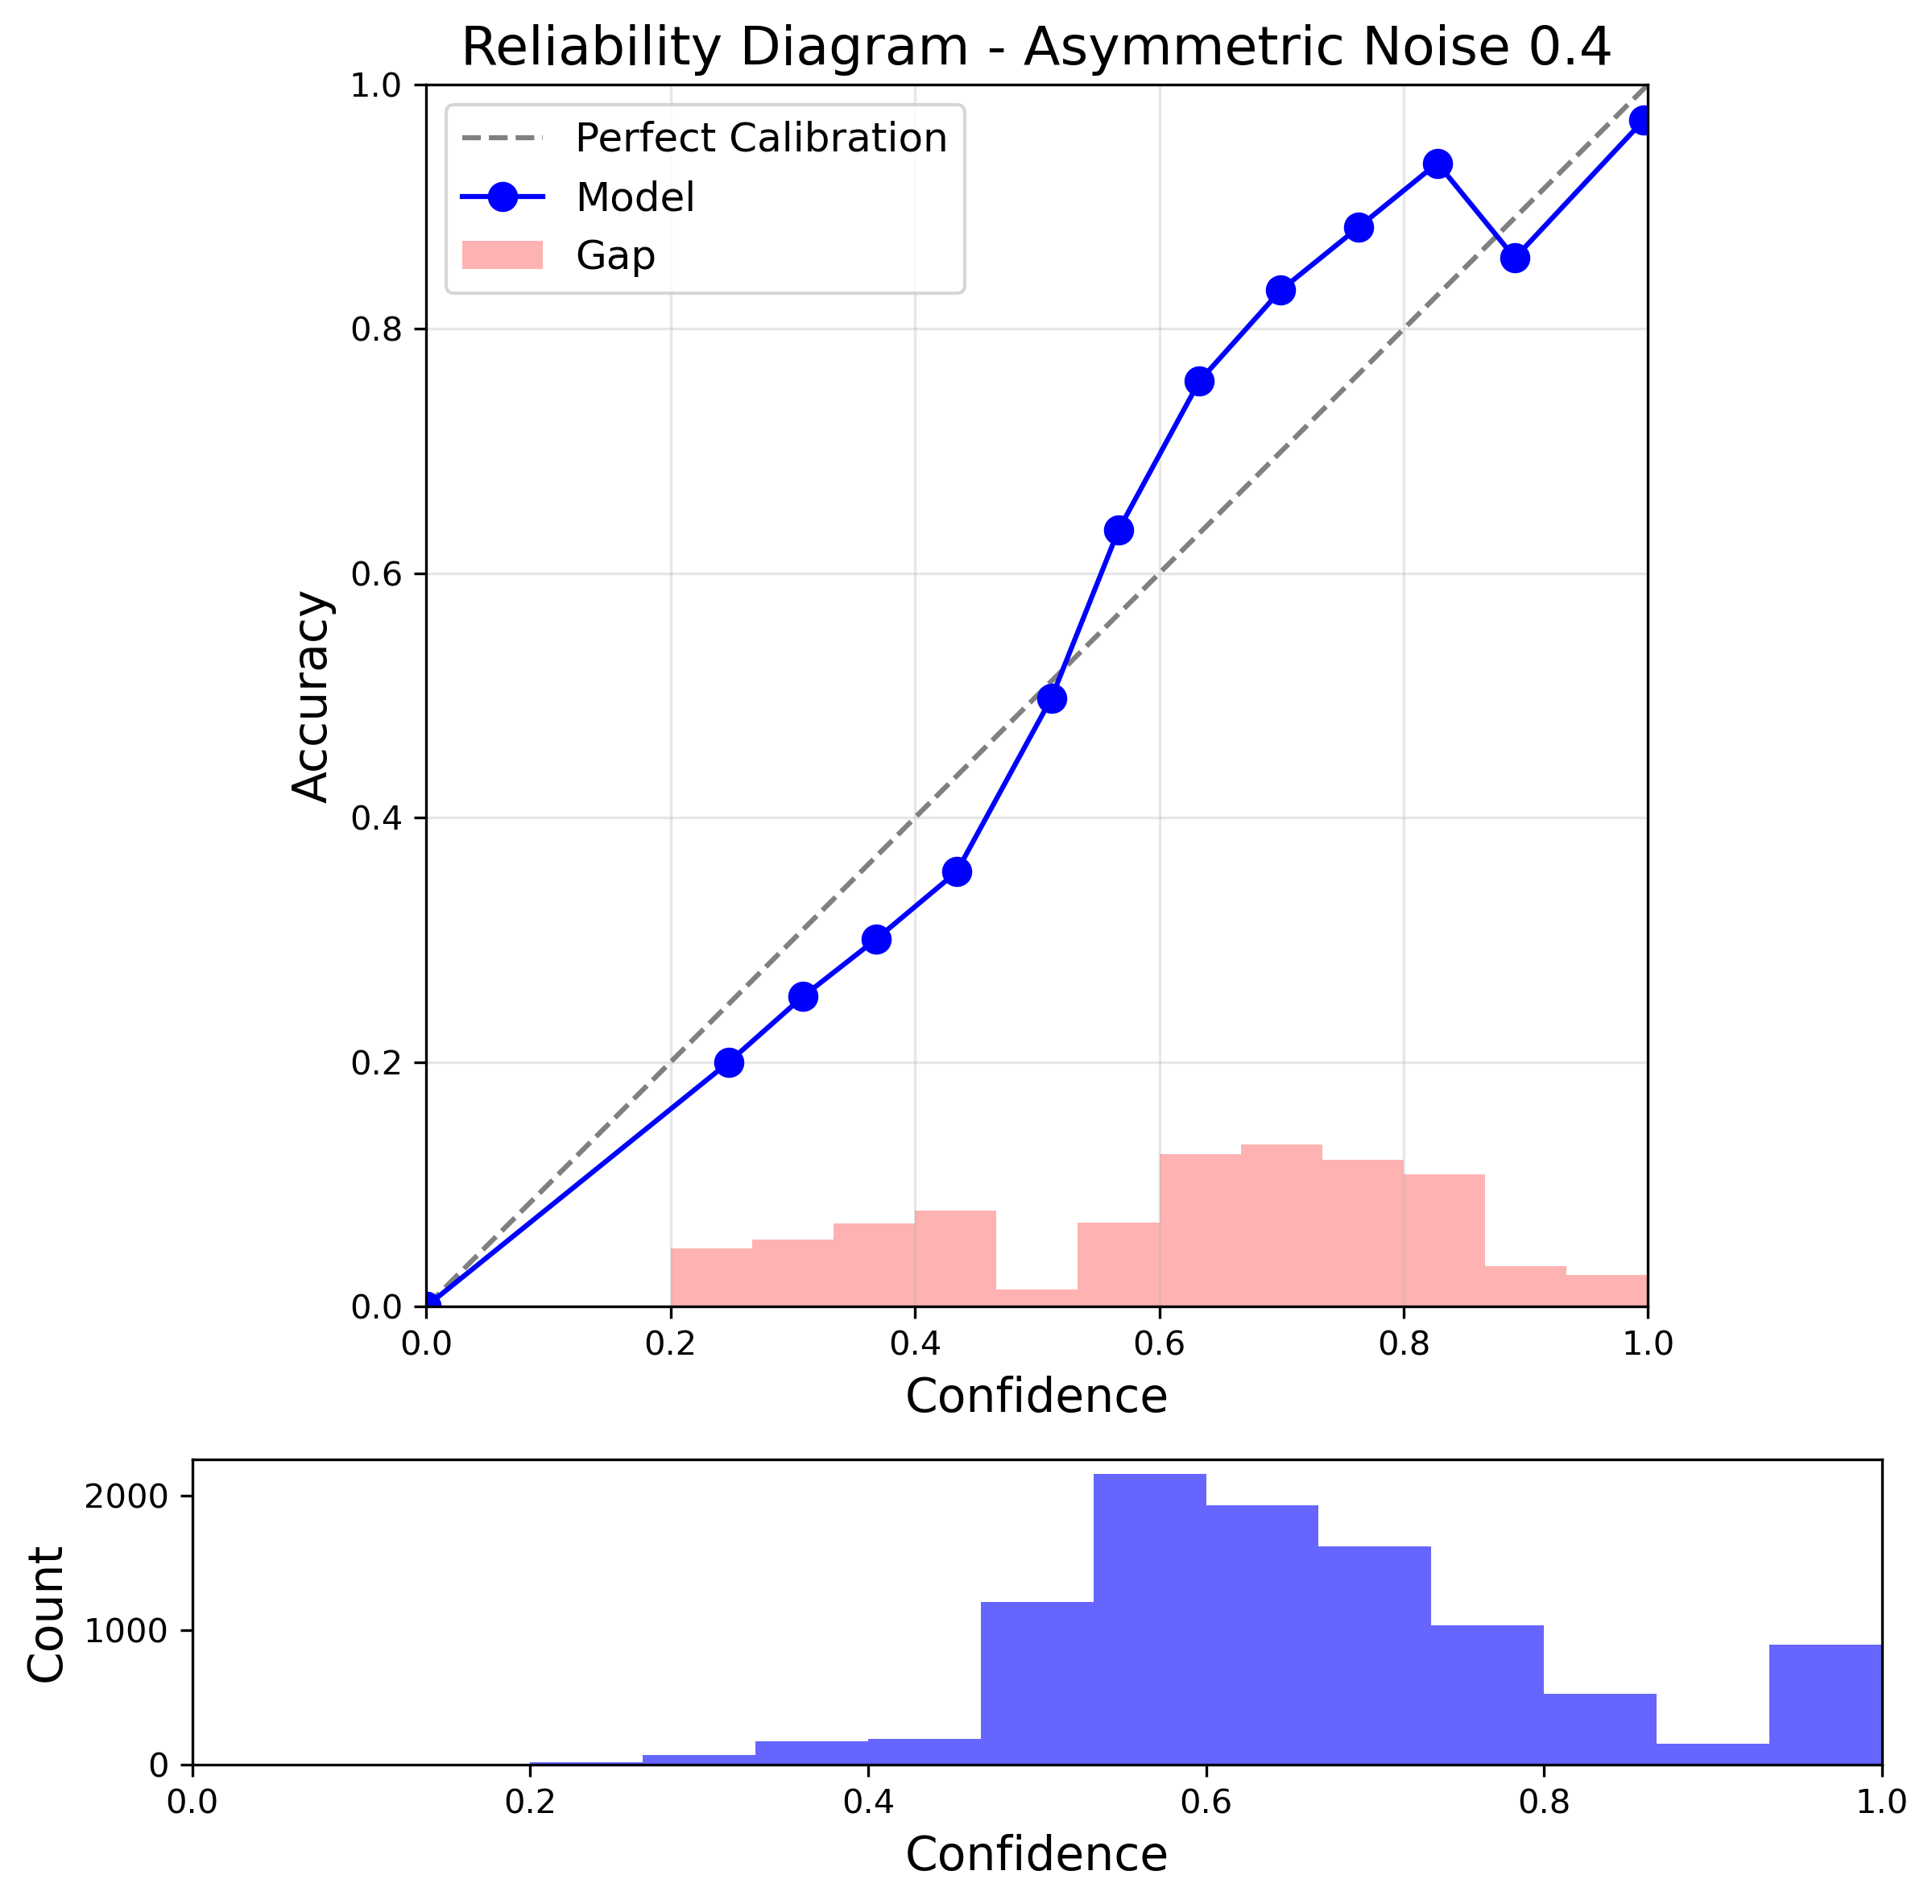 Reliability Diagram - Asymmetric Noise 0.4
1.0
Perfect Calibration
Model
Gap
0.8
0.6
Accuracy
0.4
0.2
0.0
0.0 0.2 0.4 0.6 0.8 1.0
Confidence
2000
Count
1000
0
0.0 0.2 0.4 0.6 0.8 1.0
Confidence